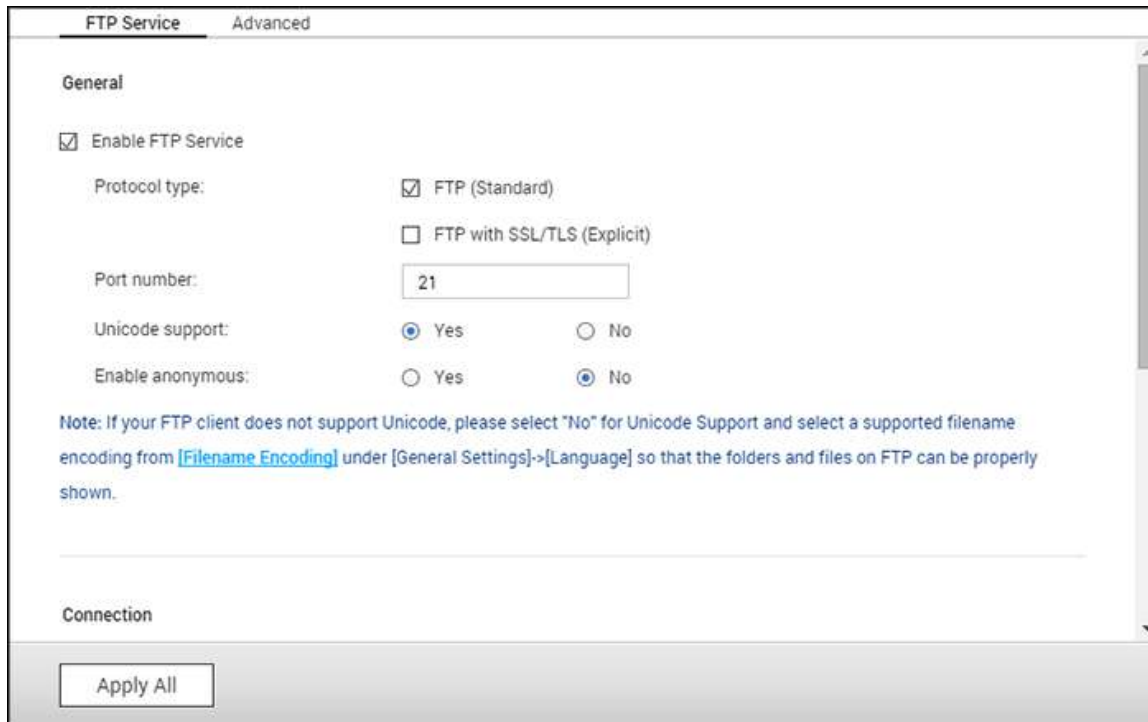 FTP Service Advanced
General
Enable FTP Service
Protocol type: FTP (Standard)
FTP with SSL/TLS (Explicit)
Port number: 21
Unicode support: Yes No
Enable anonymous: Yes No
Note: If your FTP client does not support Unicode, please select "No" for Unicode Support and select a supported filename
encoding from [Filename Encoding] under [General Settings]->[Language] so that the folders and files on FTP can be properly
shown.
Connection
Apply All